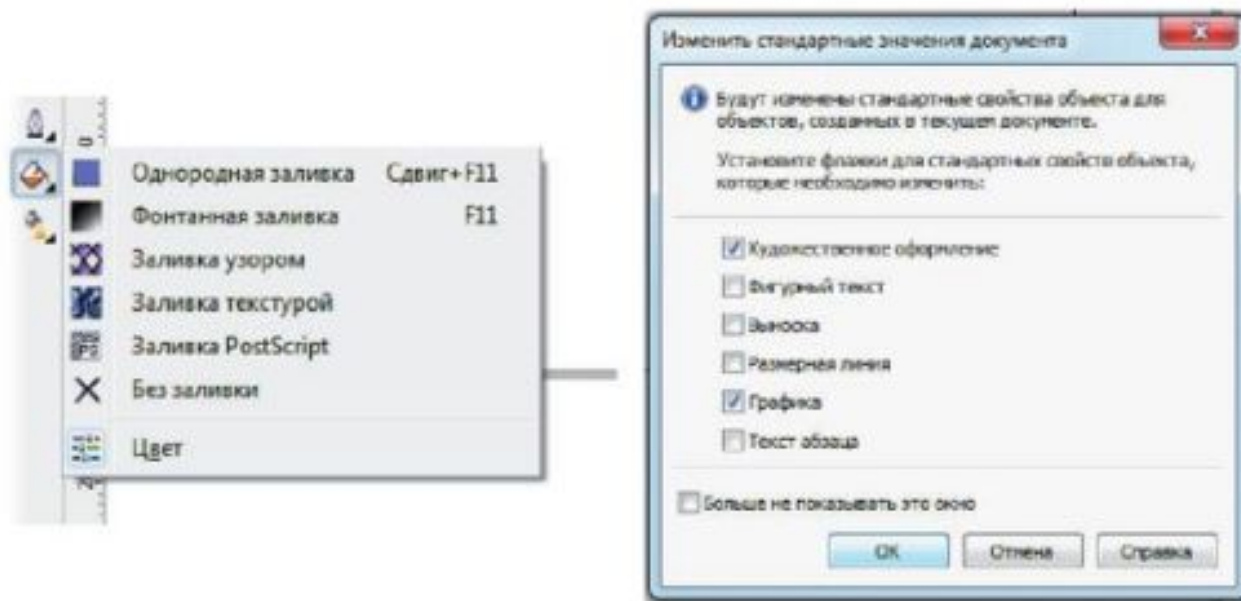 Однородная заливка Сдвиг+F11
Фонтанная заливка F11
Заливка узором
Заливка текстурой
Заливка PostScript
Без заливки
Цвет
Изменить стандартные значения документа
Будут изменены стандартные свойства объекта для
объектов, созданных в текущем документе.
Установите флажки для стандартных свойств объекта,
которые необходимо изменить:
Художественное оформление
Фигурный текст
Выноска
Размерная линия
Графика
Текст абзаца
Больше не показывать это окно
ОК Отмена Справка